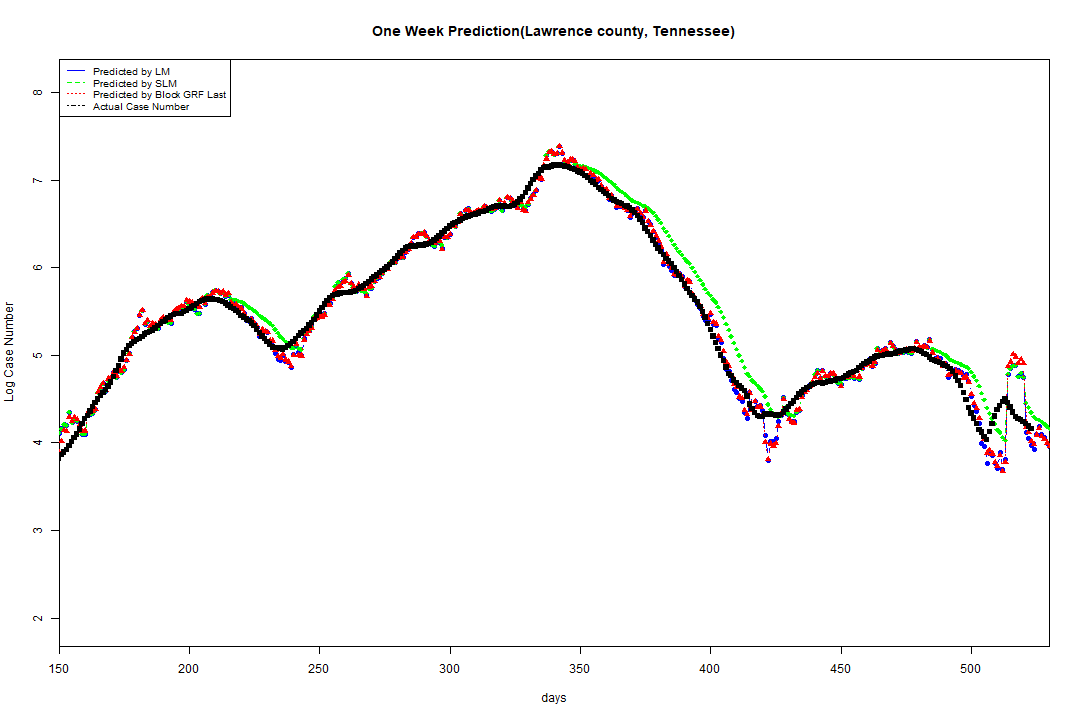 One Week Prediction(Lawrence county, Tennessee)
Predicted by LM
Predicted by SLM
Predicted by Block GRF Last
Actual Case Number
8
7
6
5
4
3
2
Log Case Number
150 200 250 300 350 400 450 500
days